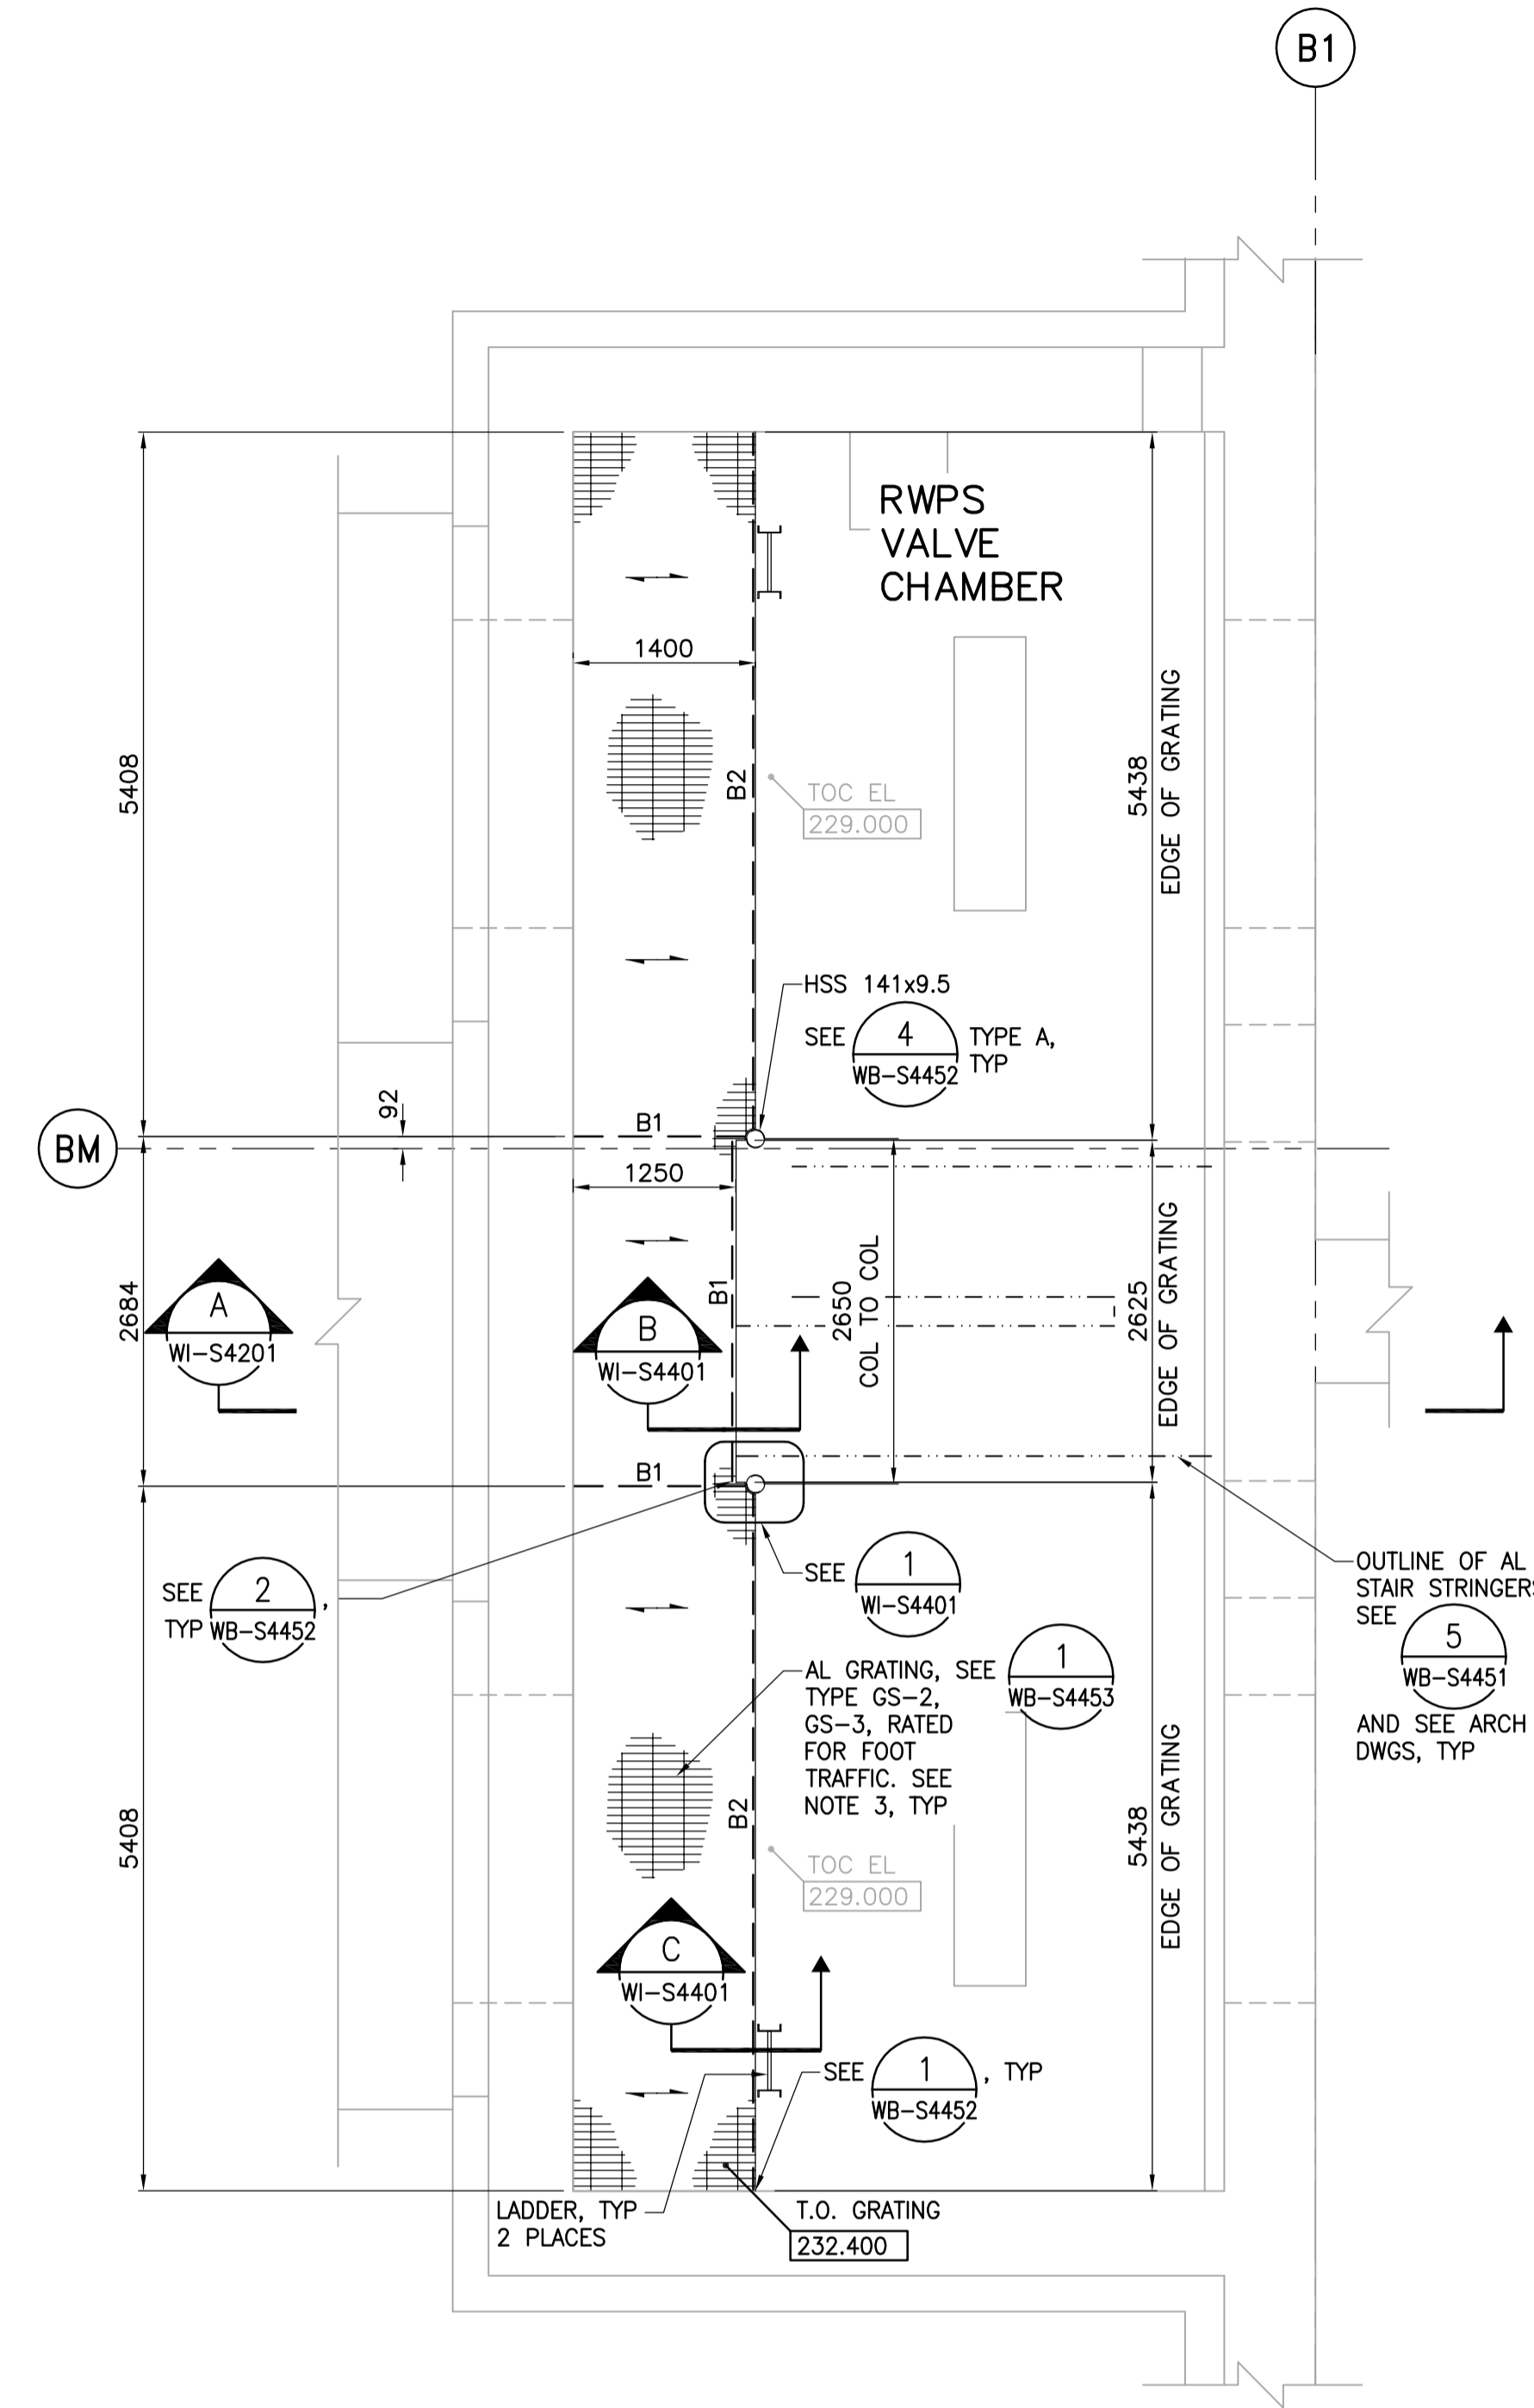 B1
RWPS
VALVE
CHAMBER
1400
5408
B2
5438
EDGE OF GRATING
TOC EL
229.000
HSS 141x9.5
SEE 4 TYPE A,
WB-S4452 TYP
92
B1
BM
1250
2684
A
WI-S4201
B
WI-S4401
B1
2650
COL TO COL
2625
EDGE OF GRATING
B1
SEE 2 ,
TYP WB-S4452
SEE 1
WI-S4401
OUTLINE OF AL
STAIR STRINGERS
SEE
5
WB-S4451
AND SEE ARCH
DWGS, TYP
AL GRATING, SEE 1
WB-S4453
TYPE GS-2,
GS-3, RATED
FOR FOOT
TRAFFIC. SEE
NOTE 3, TYP
5408
B2
5438
EDGE OF GRATING
TOC EL
229.000
C
WI-S4401
SEE 1 , TYP
WB-S4452
LADDER, TYP
2 PLACES
T.O. GRATING
232.400